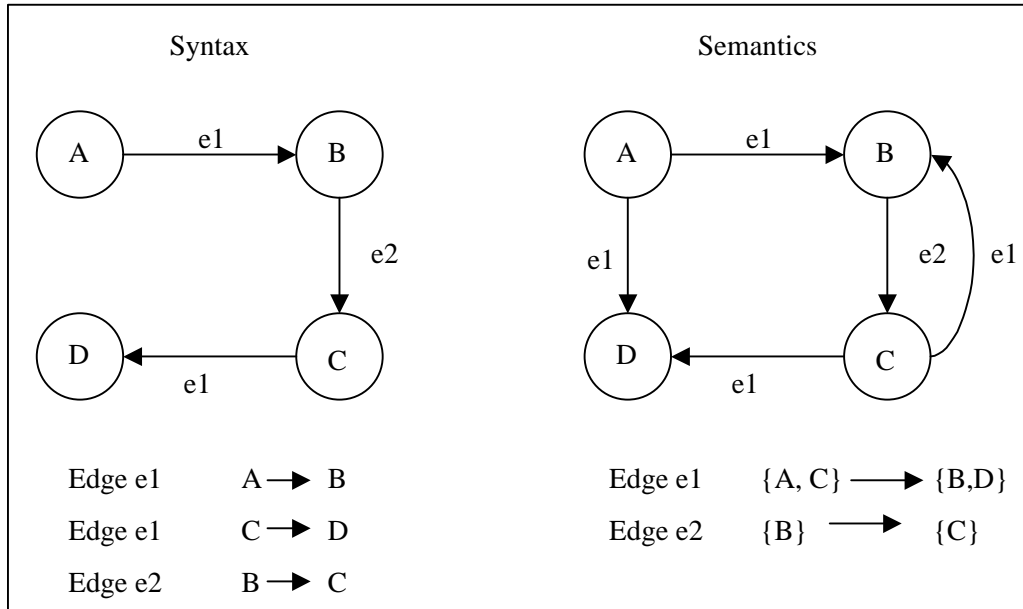 Syntax
Semantics
A
e1
B
e2
D
e1
C
A
e1
B
e1
e2
e1
D
e1
C
Edge e1 A B
Edge e1 C D
Edge e2 B C
Edge e1 {A, C} {B,D}
Edge e2 {B} {C}